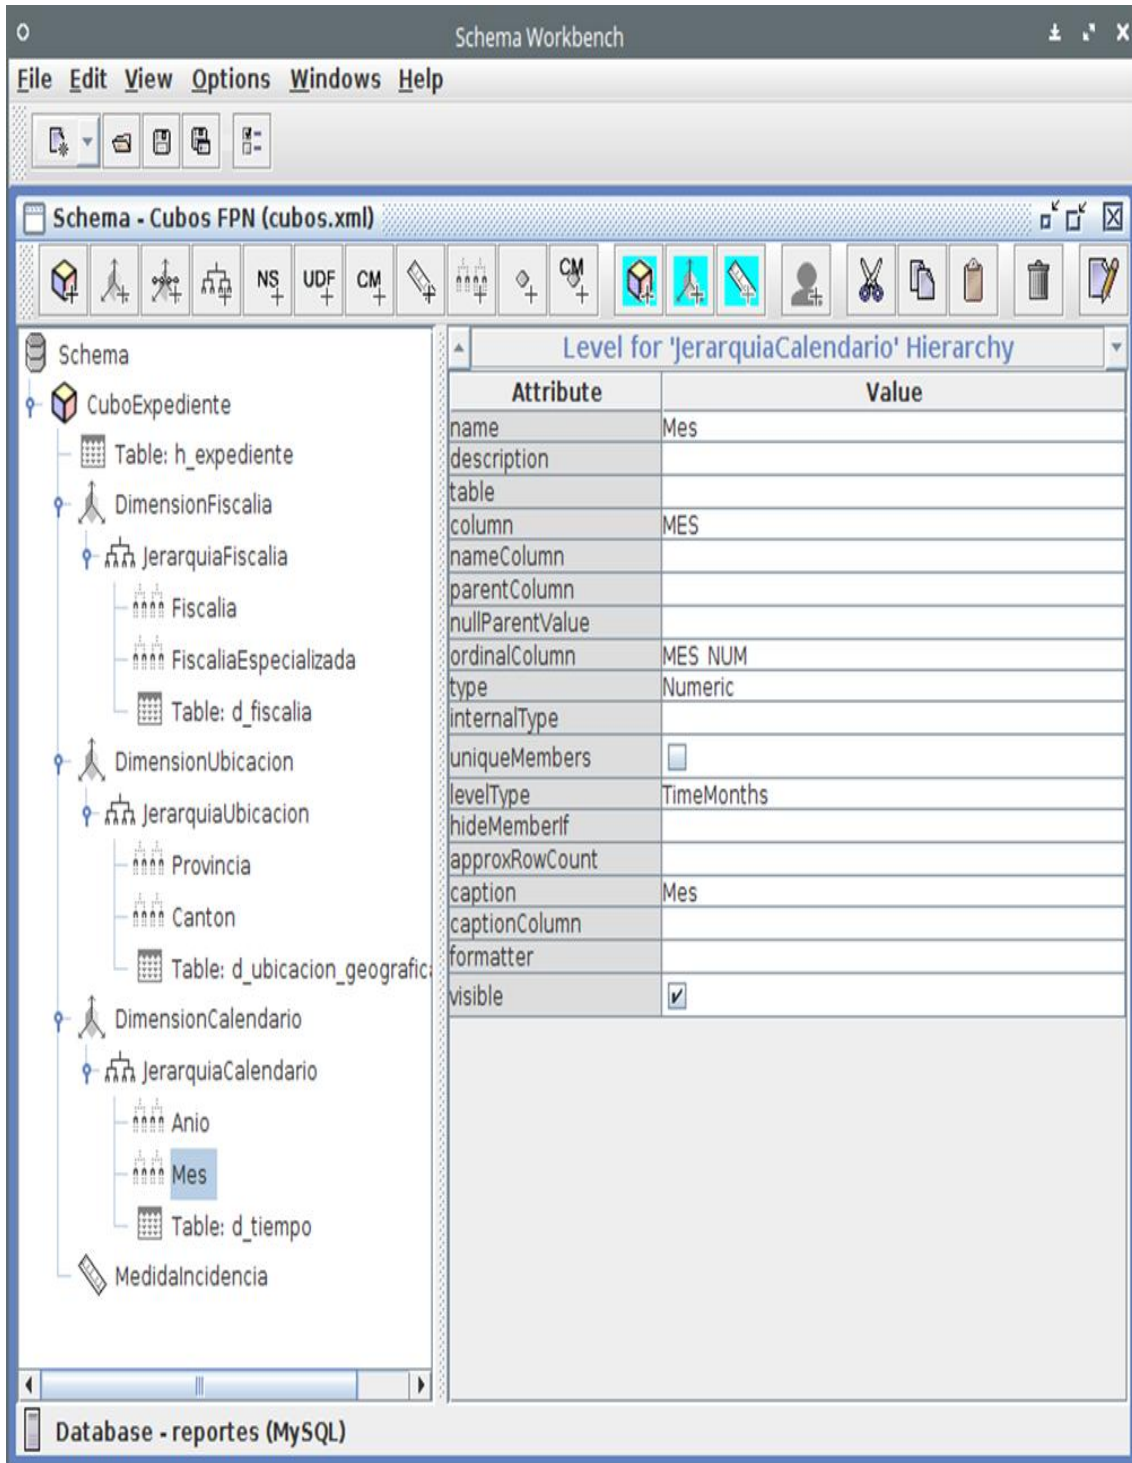 Schema Workbench
File Edit View Options Windows Help
Schema - Cubos FPN (cubos.xml)
NS UDF CM CM
Schema
CuboExpediente
Table: h_expediente
DimensionFiscalia
JerarquiaFiscalia
Fiscalia
FiscaliaEspecializada
Table: d_fiscalia
DimensionUbicacion
JerarquiaUbicacion
Provincia
Canton
Table: d_ubicacion_geografic
DimensionCalendario
JerarquiaCalendario
Anio
Mes
Table: d_tiempo
MedidaIncidencia
Level for 'JerarquiaCalendario' Hierarchy
Attribute Value
name Mes
description
table
column MES
nameColumn
parentColumn
nullParentValue
ordinalColumn MES_NUM
type Numeric
internalType
uniqueMembers
levelType TimeMonths
hideMemberIf
approxRowCount
caption Mes
captionColumn
formatter
visible
Database - reportes (MySQL)